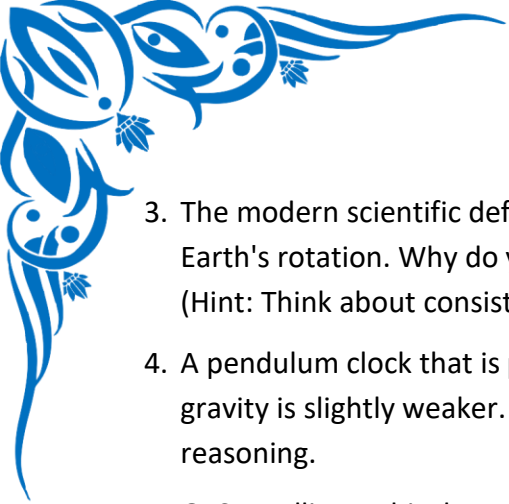 3. The modern scientific def
Earth's rotation. Why do
(Hint: Think about consist
4. A pendulum clock that is
gravity is slightly weaker.
reasoning.